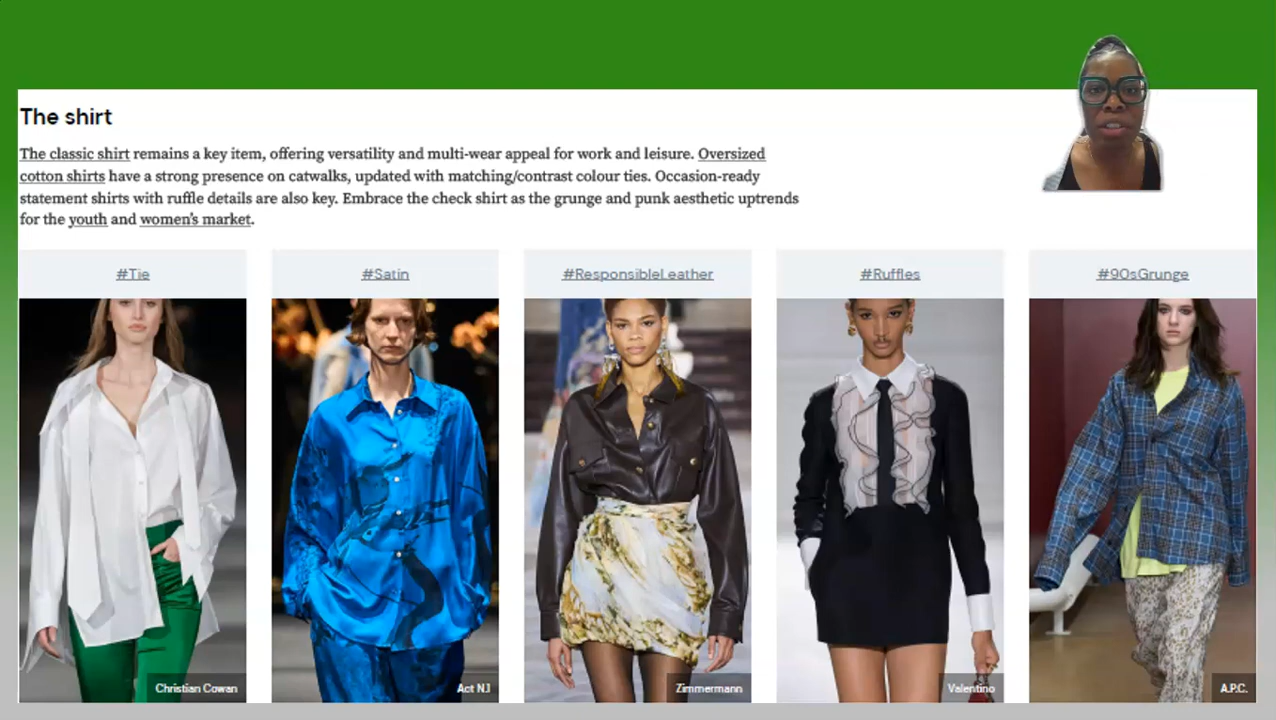 The shirt
The classic shirt remains a key item, offering versatility and multi-wear appeal for work and leisure. Oversized
cotton shirts have a strong presence on catwalks, updated with matching/contrast colour ties. Occasion-ready
statement shirts with ruffle details are also key. Embrace the check shirt as the grunge and punk aesthetic uptrends
for the youth and women's market.
#Tie
#Satin
#ResponsibleLeather
#Ruffles
#90sGrunge
Christian Cowan
Act N.1
Zimmermann
Valentino
A.P.C.